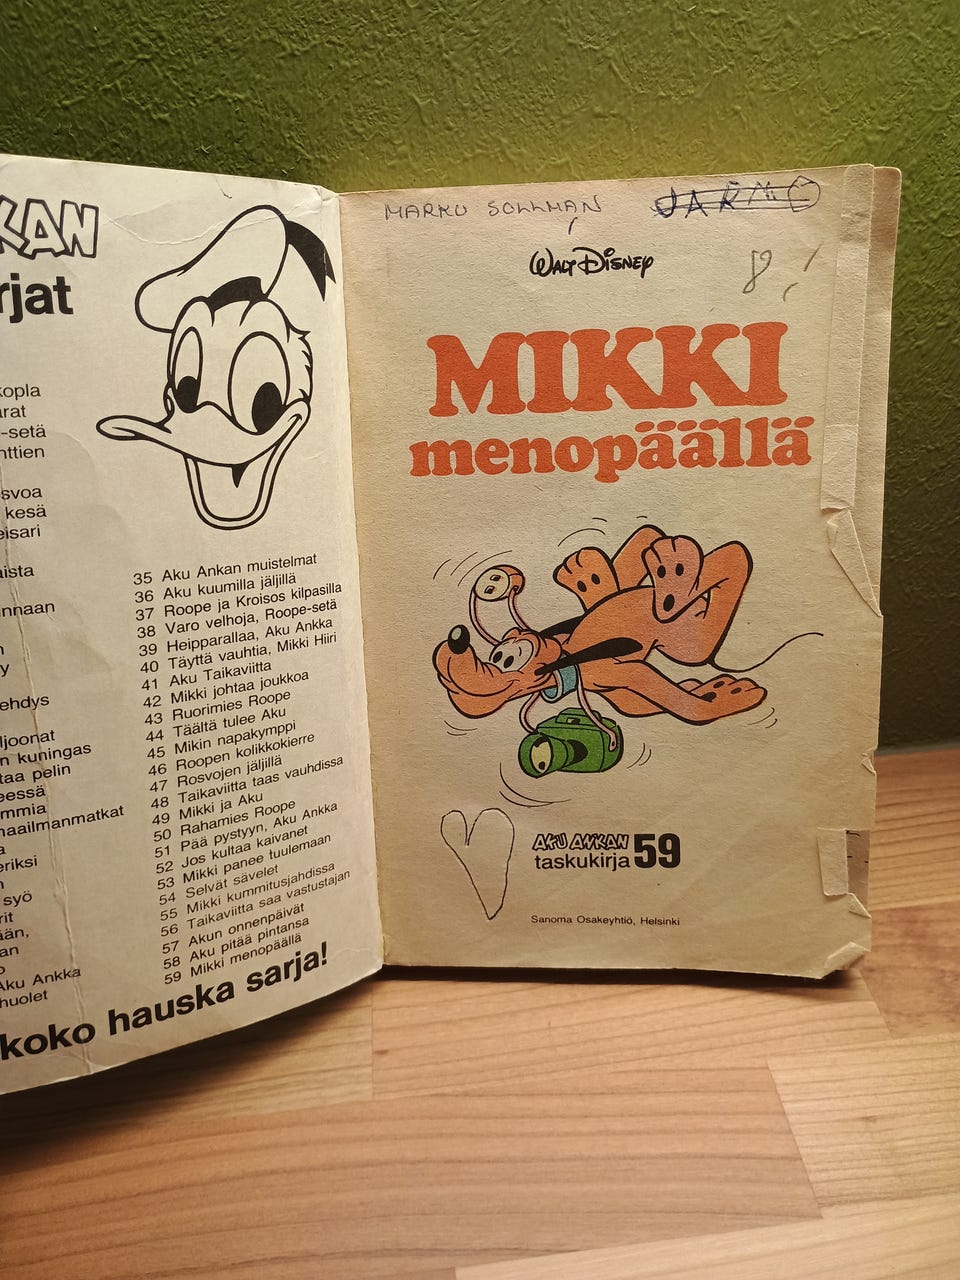 KAN
rjat
kopla
arat
-setä
nttien
svoa
kesä
eisari
aista
nnaan
n
y
ehdys
ljoonat
n kuningas
taa pelin
eessä
mmia
maailmanmatkat
a
eriksi
n
syö
rit
ään,
an
o
Aku Ankka
huolet
35 Aku Ankan muistelmat
36 Aku kuumilla jäljillä
37 Roope ja Kroisos kilpasilla
38 Varo velhoja, Roope-setä
39 Heipparallaa, Aku Ankka
40 Täyttä vauhtia, Mikki Hiiri
41 Aku Taikaviitta
42 Mikki johtaa joukkoa
43 Ruorimies Roope
44 Täältä tulee Aku
45 Mikin napakymppi
46 Roopen kolikkokierre
47 Rosvojen jäljillä
48 Taikaviitta taas vauhdissa
49 Mikki ja Aku
50 Rahamies Roope
51 Pää pystyyn, Aku Ankka
52 Jos kultaa kaivanet
53 Mikki panee tuulemaan
54 Selvät sävelet
55 Mikki kummitusjahdissa
56 Taikaviitta saa vastustajan
57 Akun onnenpäivät
58 Aku pitää pintansa
59 Mikki menopäällä
koko hauska sarja!
MARKO SOLLMAN JARMO
WALT DISNEY
MIKKI
menopäällä
AKU ANKAN
taskukirja 59
Sanoma Osakeyhtiö, Helsinki